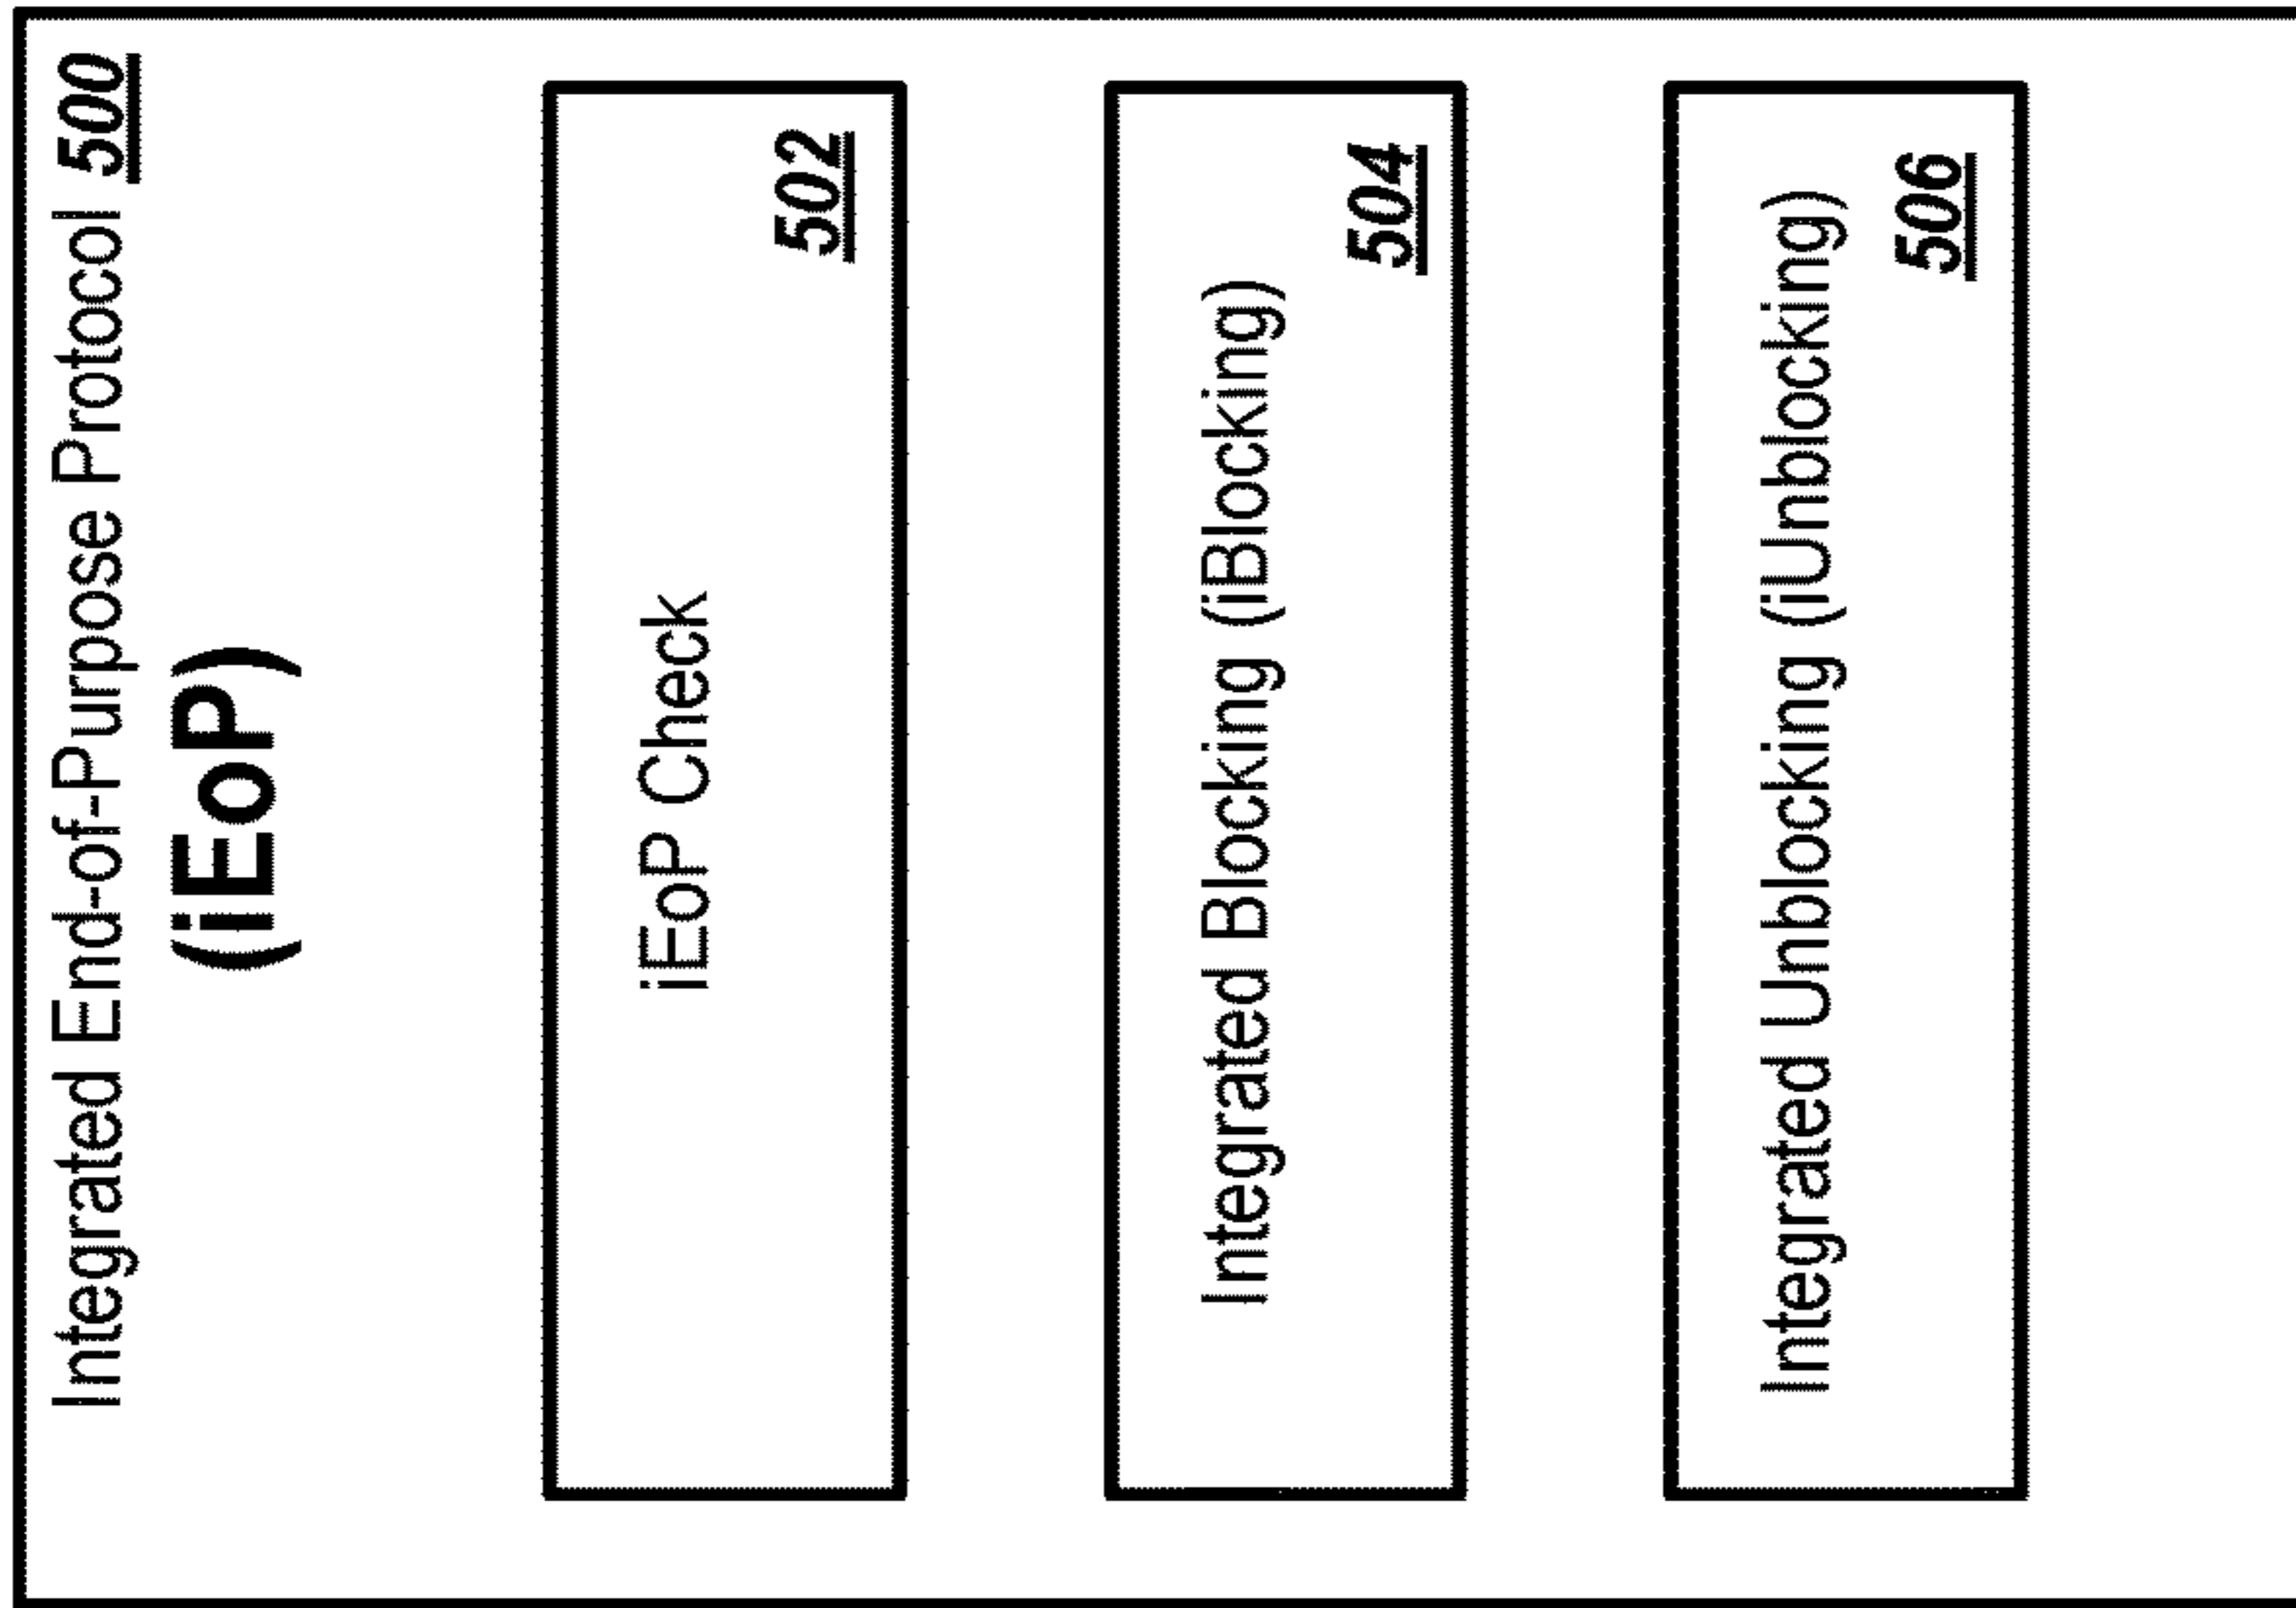 Integrated End-of-Purpose Protocol 500
(iEoP)
iEoP Check
502
Integrated Blocking (iBlocking)
504
Integrated Unblocking (iUnblocking)
506